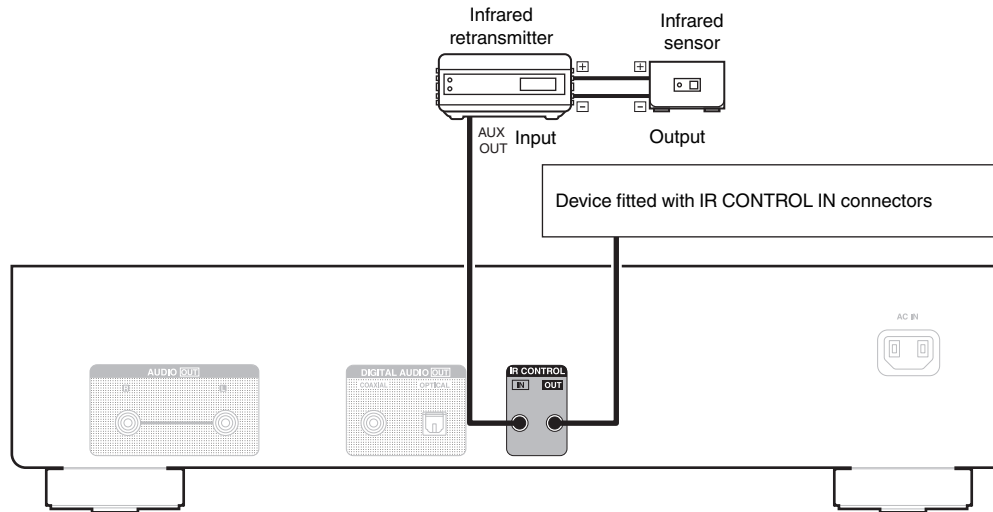 Infrared
retransmitter
Infrared
sensor
+ +
- -
AUX
OUT
Input
Output
Device fitted with IR CONTROL IN connectors
AC IN
AUDIO OUT
DIGITAL AUDIO OUT
COAXIAL OPTICAL
IR CONTROL
IN OUT